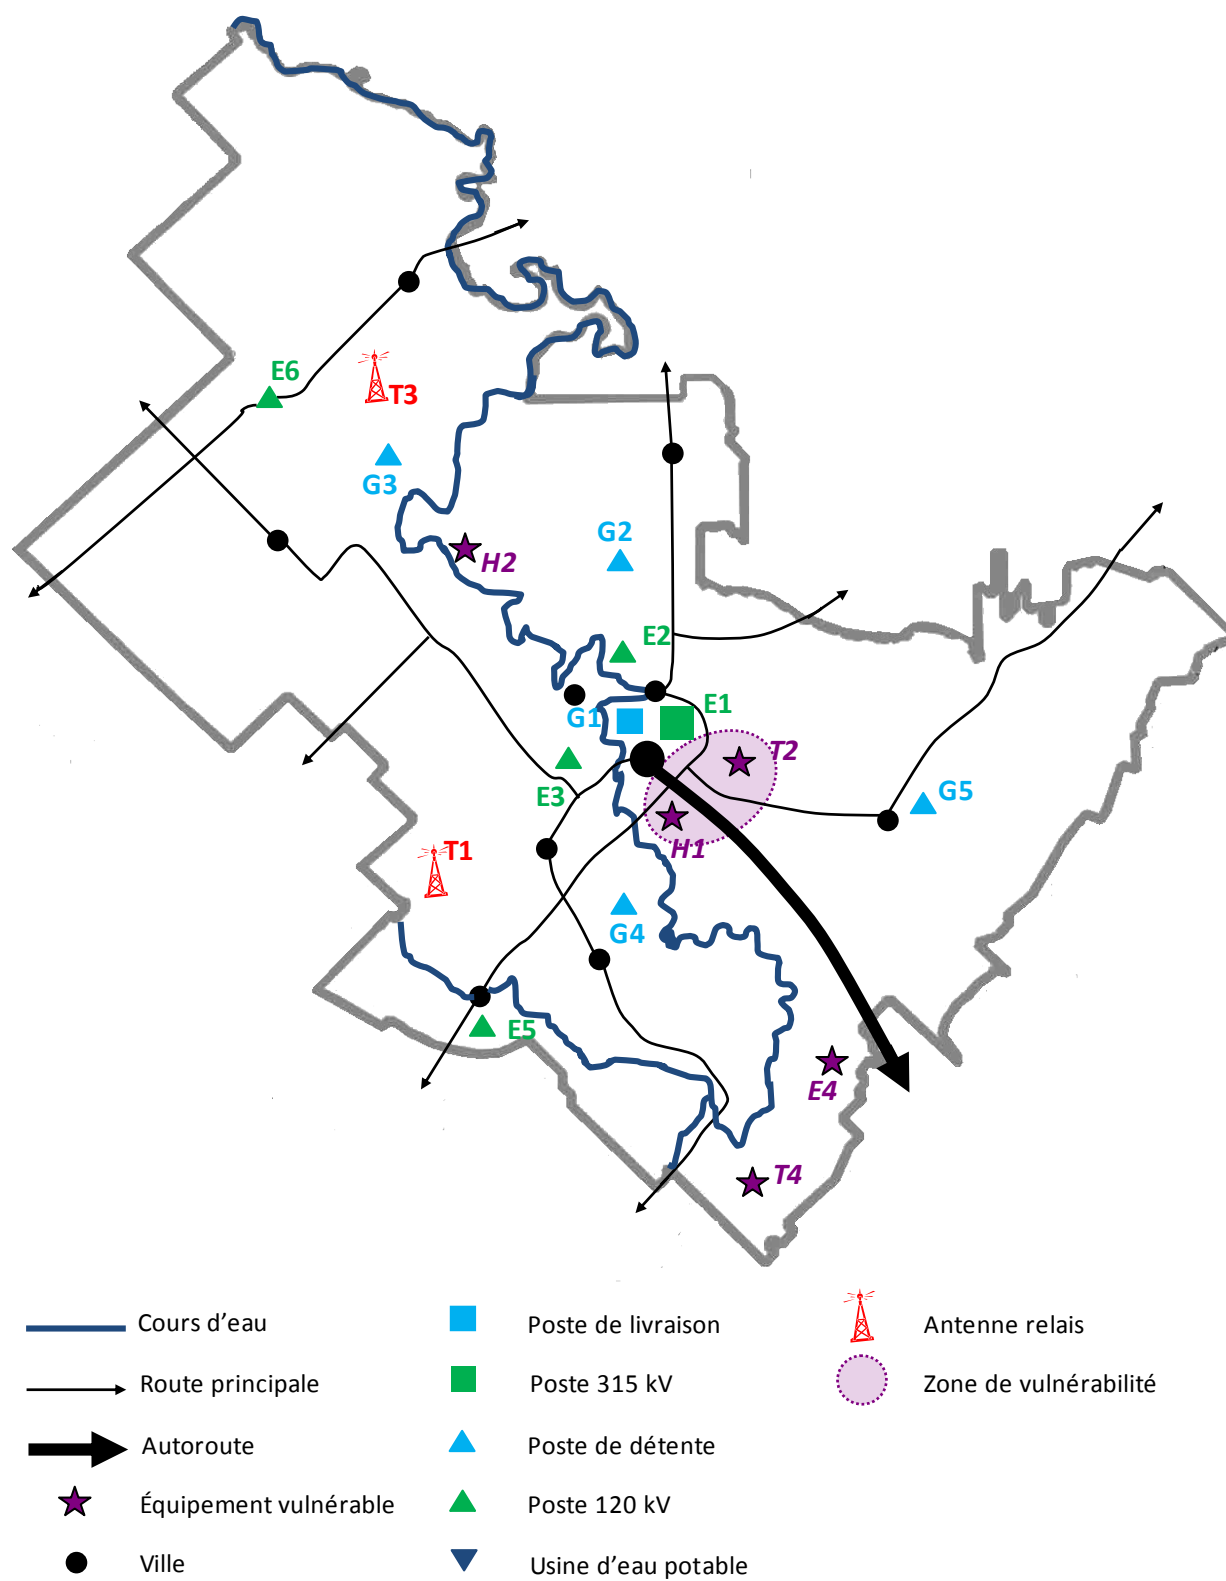 E6
T3
G3
G2
H2
E2
G1
E1
T2
E3
G5
H1
T1
G4
E5
E4
T4
Cours d'eau
Poste de livraison
Antenne relais
Route principale
Poste 315 kV
Zone de vulnérabilité
Autoroute
Poste de détente
Équipement vulnérable
Poste 120 kV
Ville
Usine d'eau potable